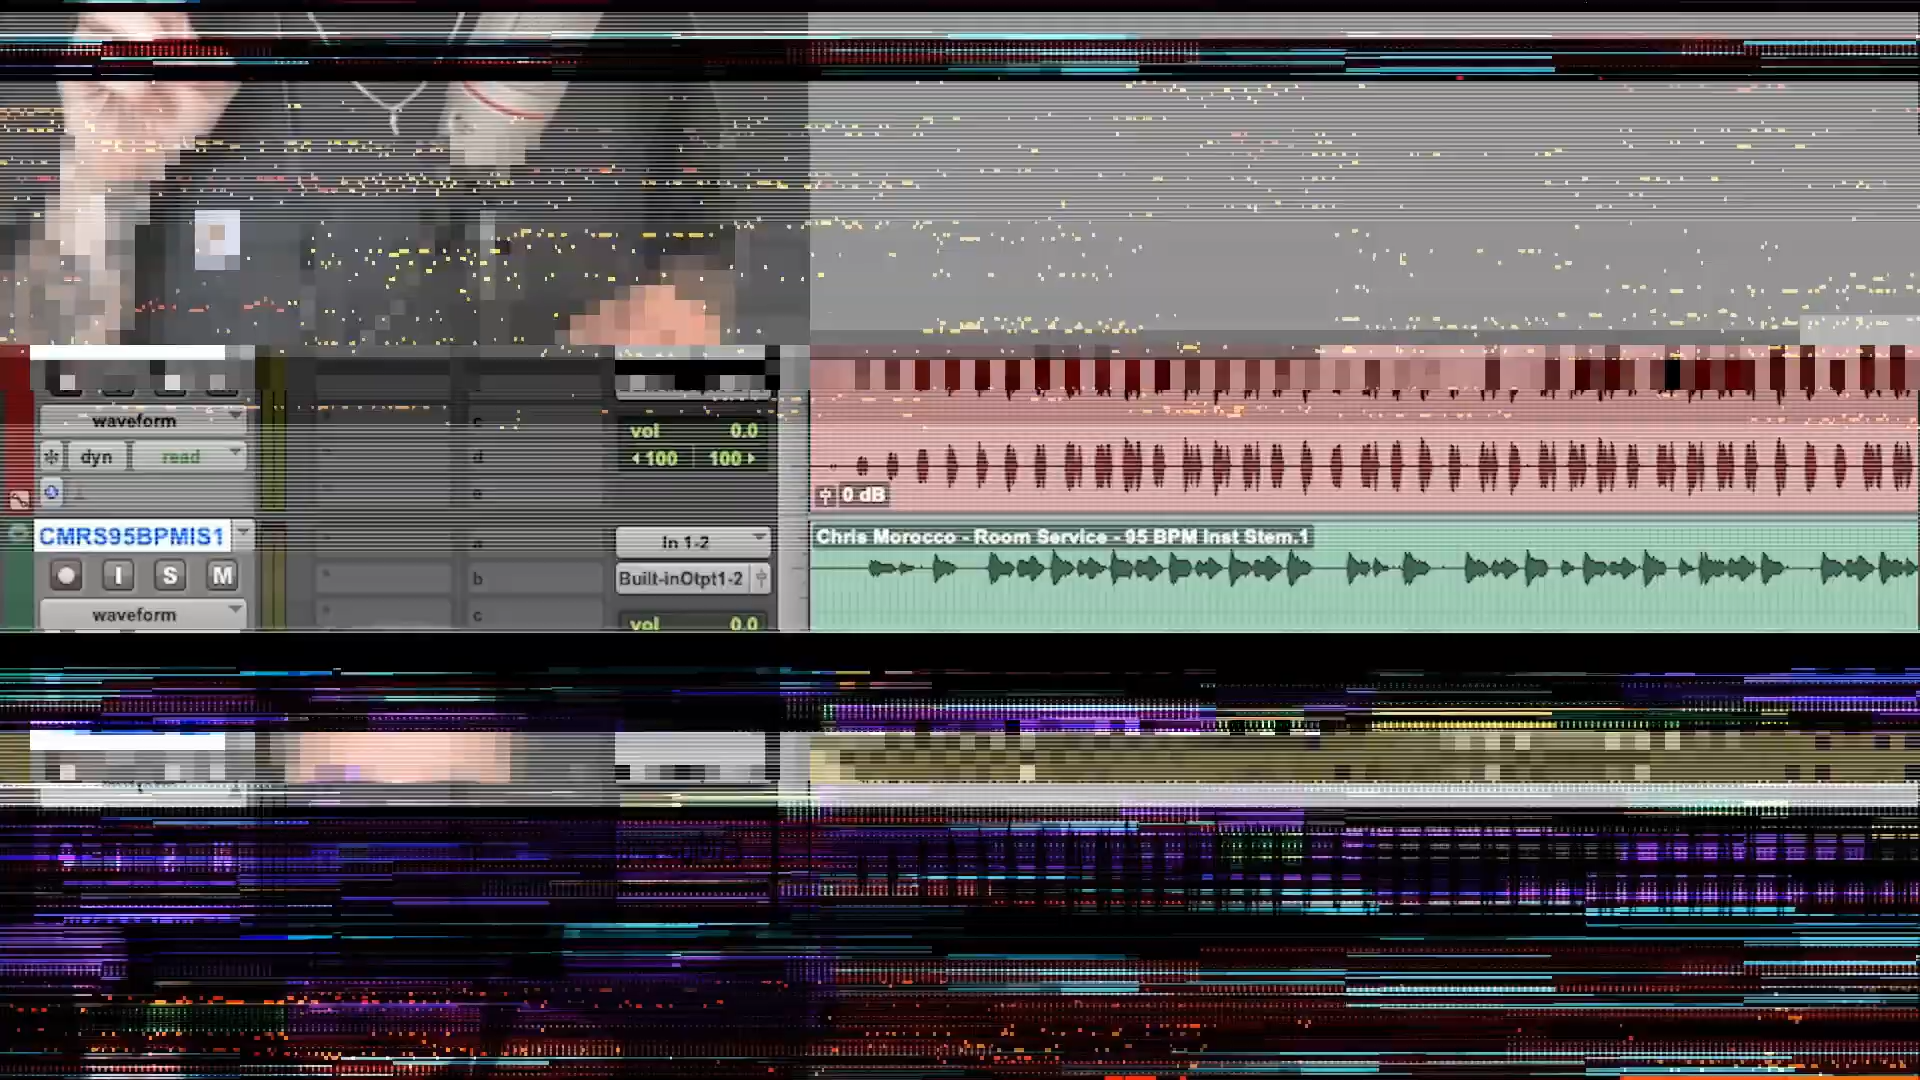 waveform
c
vol 0.0
dyn read
d
100 100
e
0 dB
CMRS95BPMIS1
a
In 1-2
Chris Morocco - Room Service - 95 BPM Inst Stem.1
I S M
b
Built-inOtpt1-2
waveform
c
vol 0.0